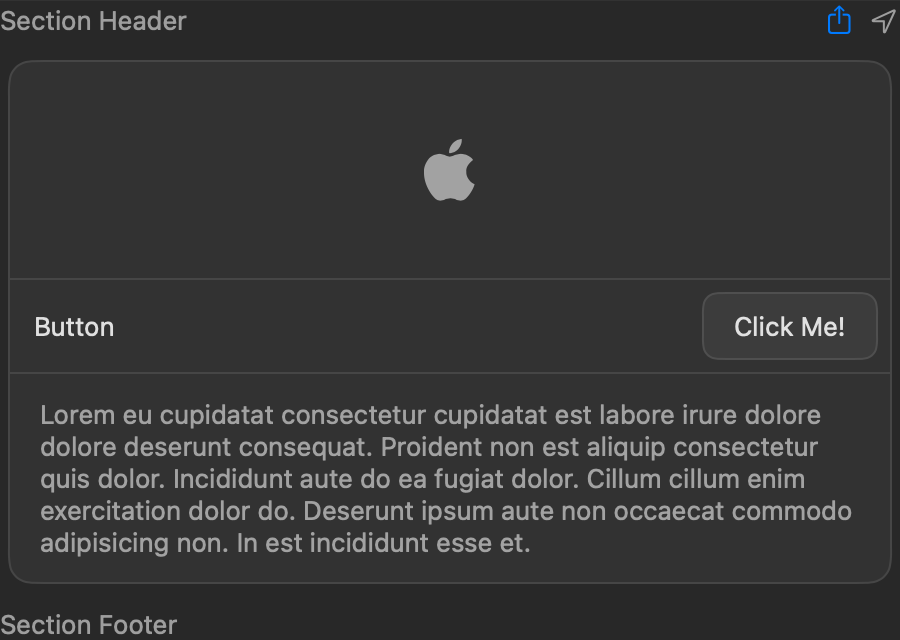 Section Header
Button
Click Me!
Lorem eu cupidatat consectetur cupidatat est labore irure dolore
dolore deserunt consequat. Proident non est aliquip consectetur
quis dolor. Incididunt aute do ea fugiat dolor. Cillum cillum enim
exercitation dolor do. Deserunt ipsum aute non occaecat commodo
adipisicing non. In est incididunt esse et.
Section Footer